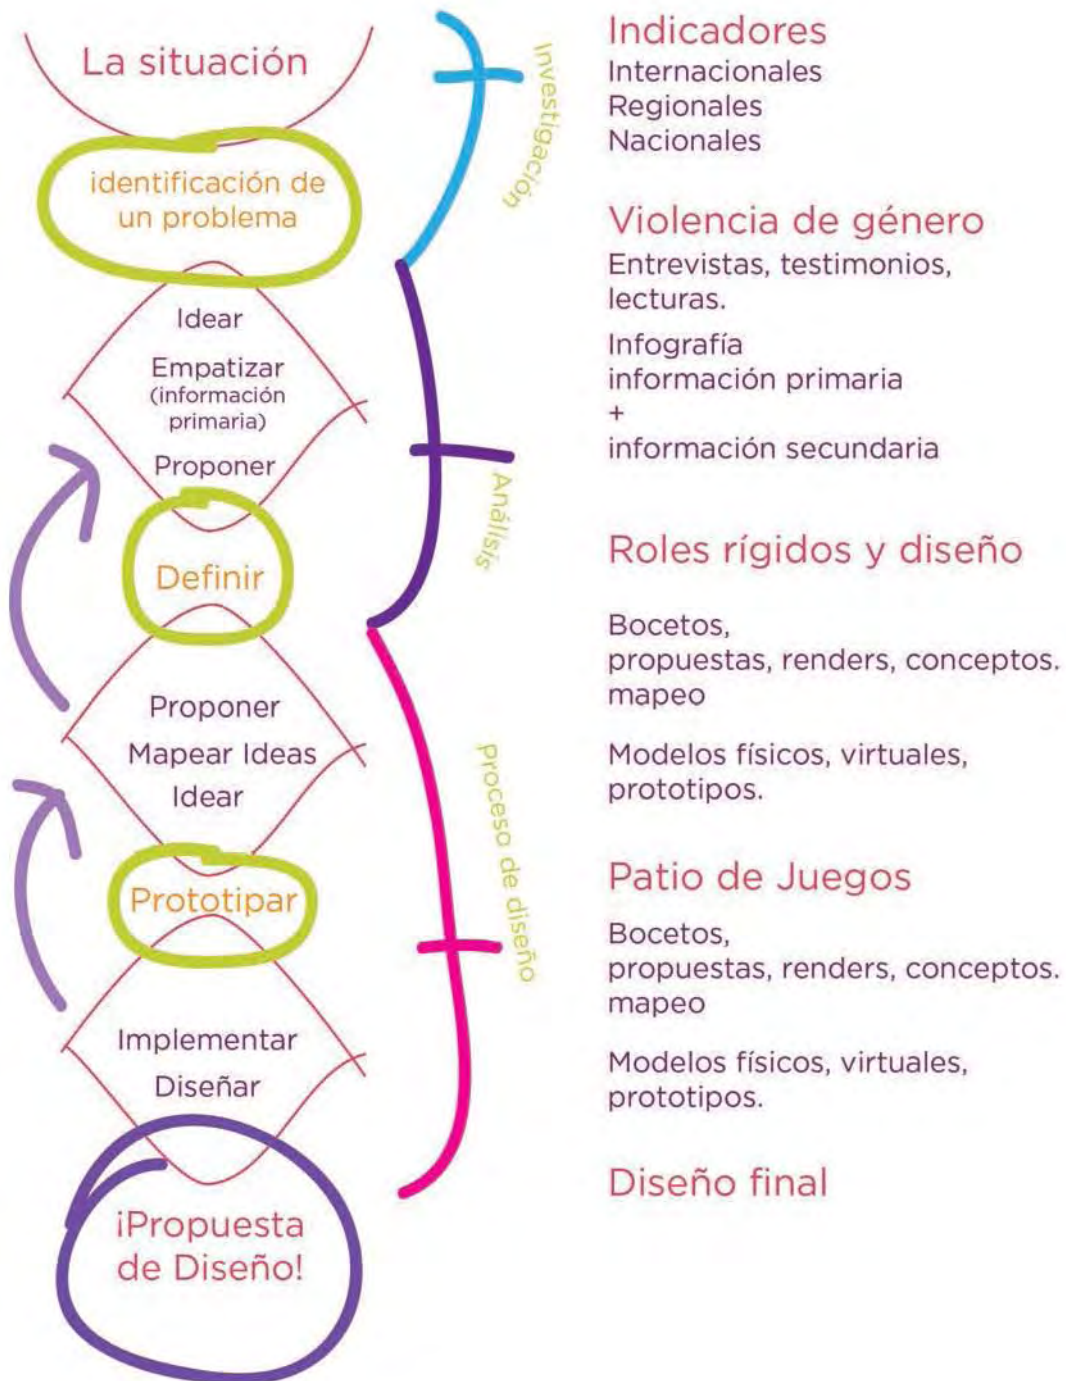 La situación
identificación de
un problema
Idear
Empatizar
(información
primaria)
Proponer
Definir
Proponer
Mapear Ideas
Idear
Prototipar
Implementar
Diseñar
¡Propuesta
de Diseño!
Investigación
Análisis
Proceso de diseño
Indicadores
Internacionales
Regionales
Nacionales
Violencia de género
Entrevistas, testimonios,
lecturas.
Infografía
información primaria
+
información secundaria
Roles rígidos y diseño
Bocetos,
propuestas, renders, conceptos.
mapeo
Modelos físicos, virtuales,
prototipos.
Patio de Juegos
Bocetos,
propuestas, renders, conceptos.
mapeo
Modelos físicos, virtuales,
prototipos.
Diseño final